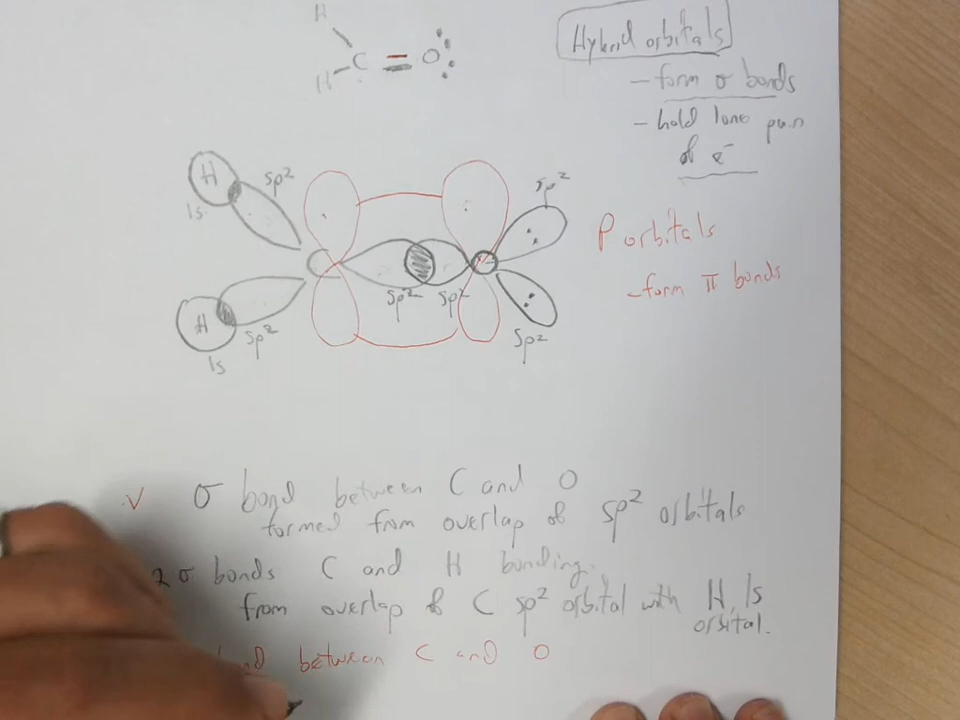 H
C = O
H
Hybrid orbitals
- form σ bonds
- hold lone pair
of e⁻
H
sp²
1s
sp²
C
sp²
sp²
H
sp²
1s
sp²
P orbitals
- form π bonds
σ bond between C and O
formed from overlap of sp² orbitals
2 σ bonds C and H bonding.
from overlap of C sp² orbital with H 1s
orbital.
between C and O